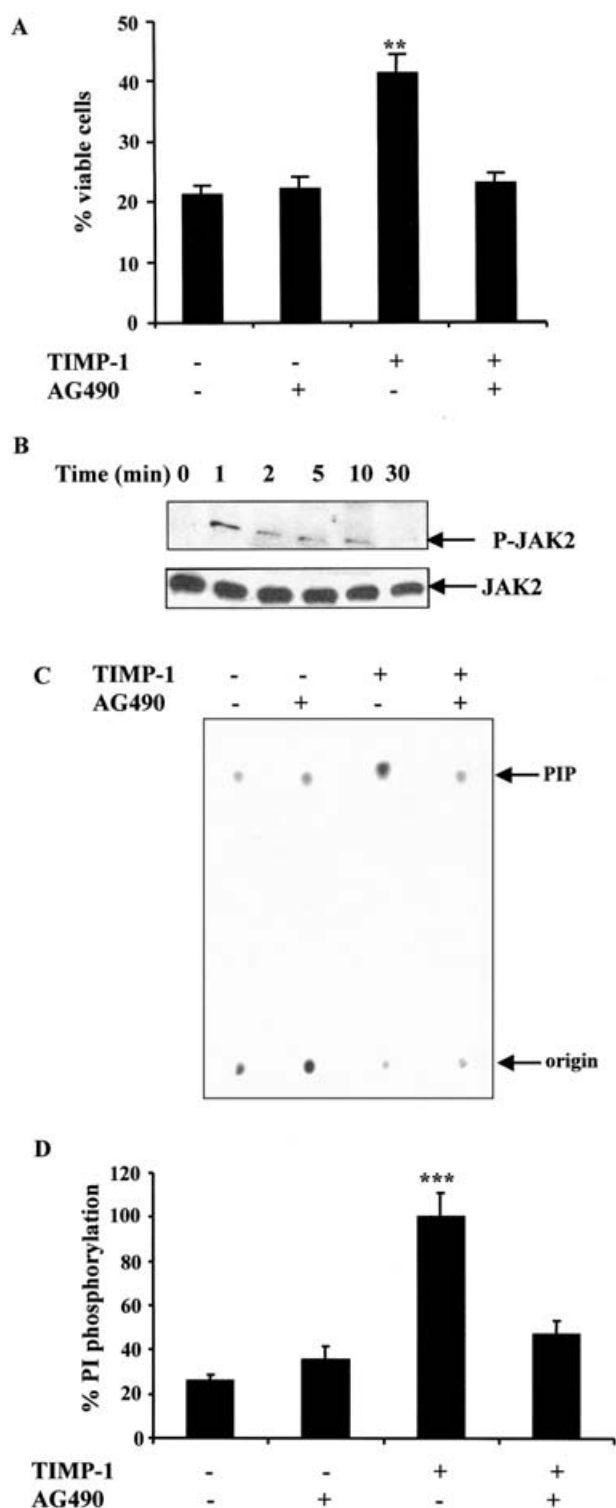 A
% viable cells
50
40
30
20
10
0
**
TIMP-1 - - + +
AG490 - + - +
B
Time (min) 0 1 2 5 10 30
P-JAK2
JAK2
C
TIMP-1 - - + +
AG490 - + - +
PIP
origin
D
% PI phosphorylation
120
100
80
60
40
20
0
***
TIMP-1 - - + +
AG490 - + - +